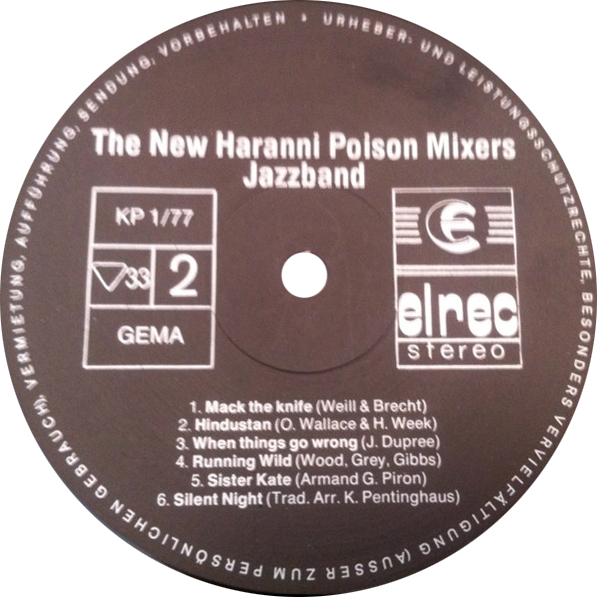 URHEBER- UND LEISTUNGSSCHUTZRECHTE, BESONDERS VERVIELFÄLTIGUNG (AUSSER ZUM PERSÖNLICHEN GEBRAUCH), VERMIETUNG, AUFFÜHRUNG, SENDUNG, VORBEHALTEN •
The New Haranni Poison Mixers
Jazzband
KP 1/77
33
2
GEMA
elrec
stereo
1. Mack the knife (Weill & Brecht)
2. Hindustan (O. Wallace & H. Week)
3. When things go wrong (J. Dupree)
4. Running Wild (Wood, Grey, Gibbs)
5. Sister Kate (Armand G. Piron)
6. Silent Night (Trad. Arr. K. Pentinghaus)